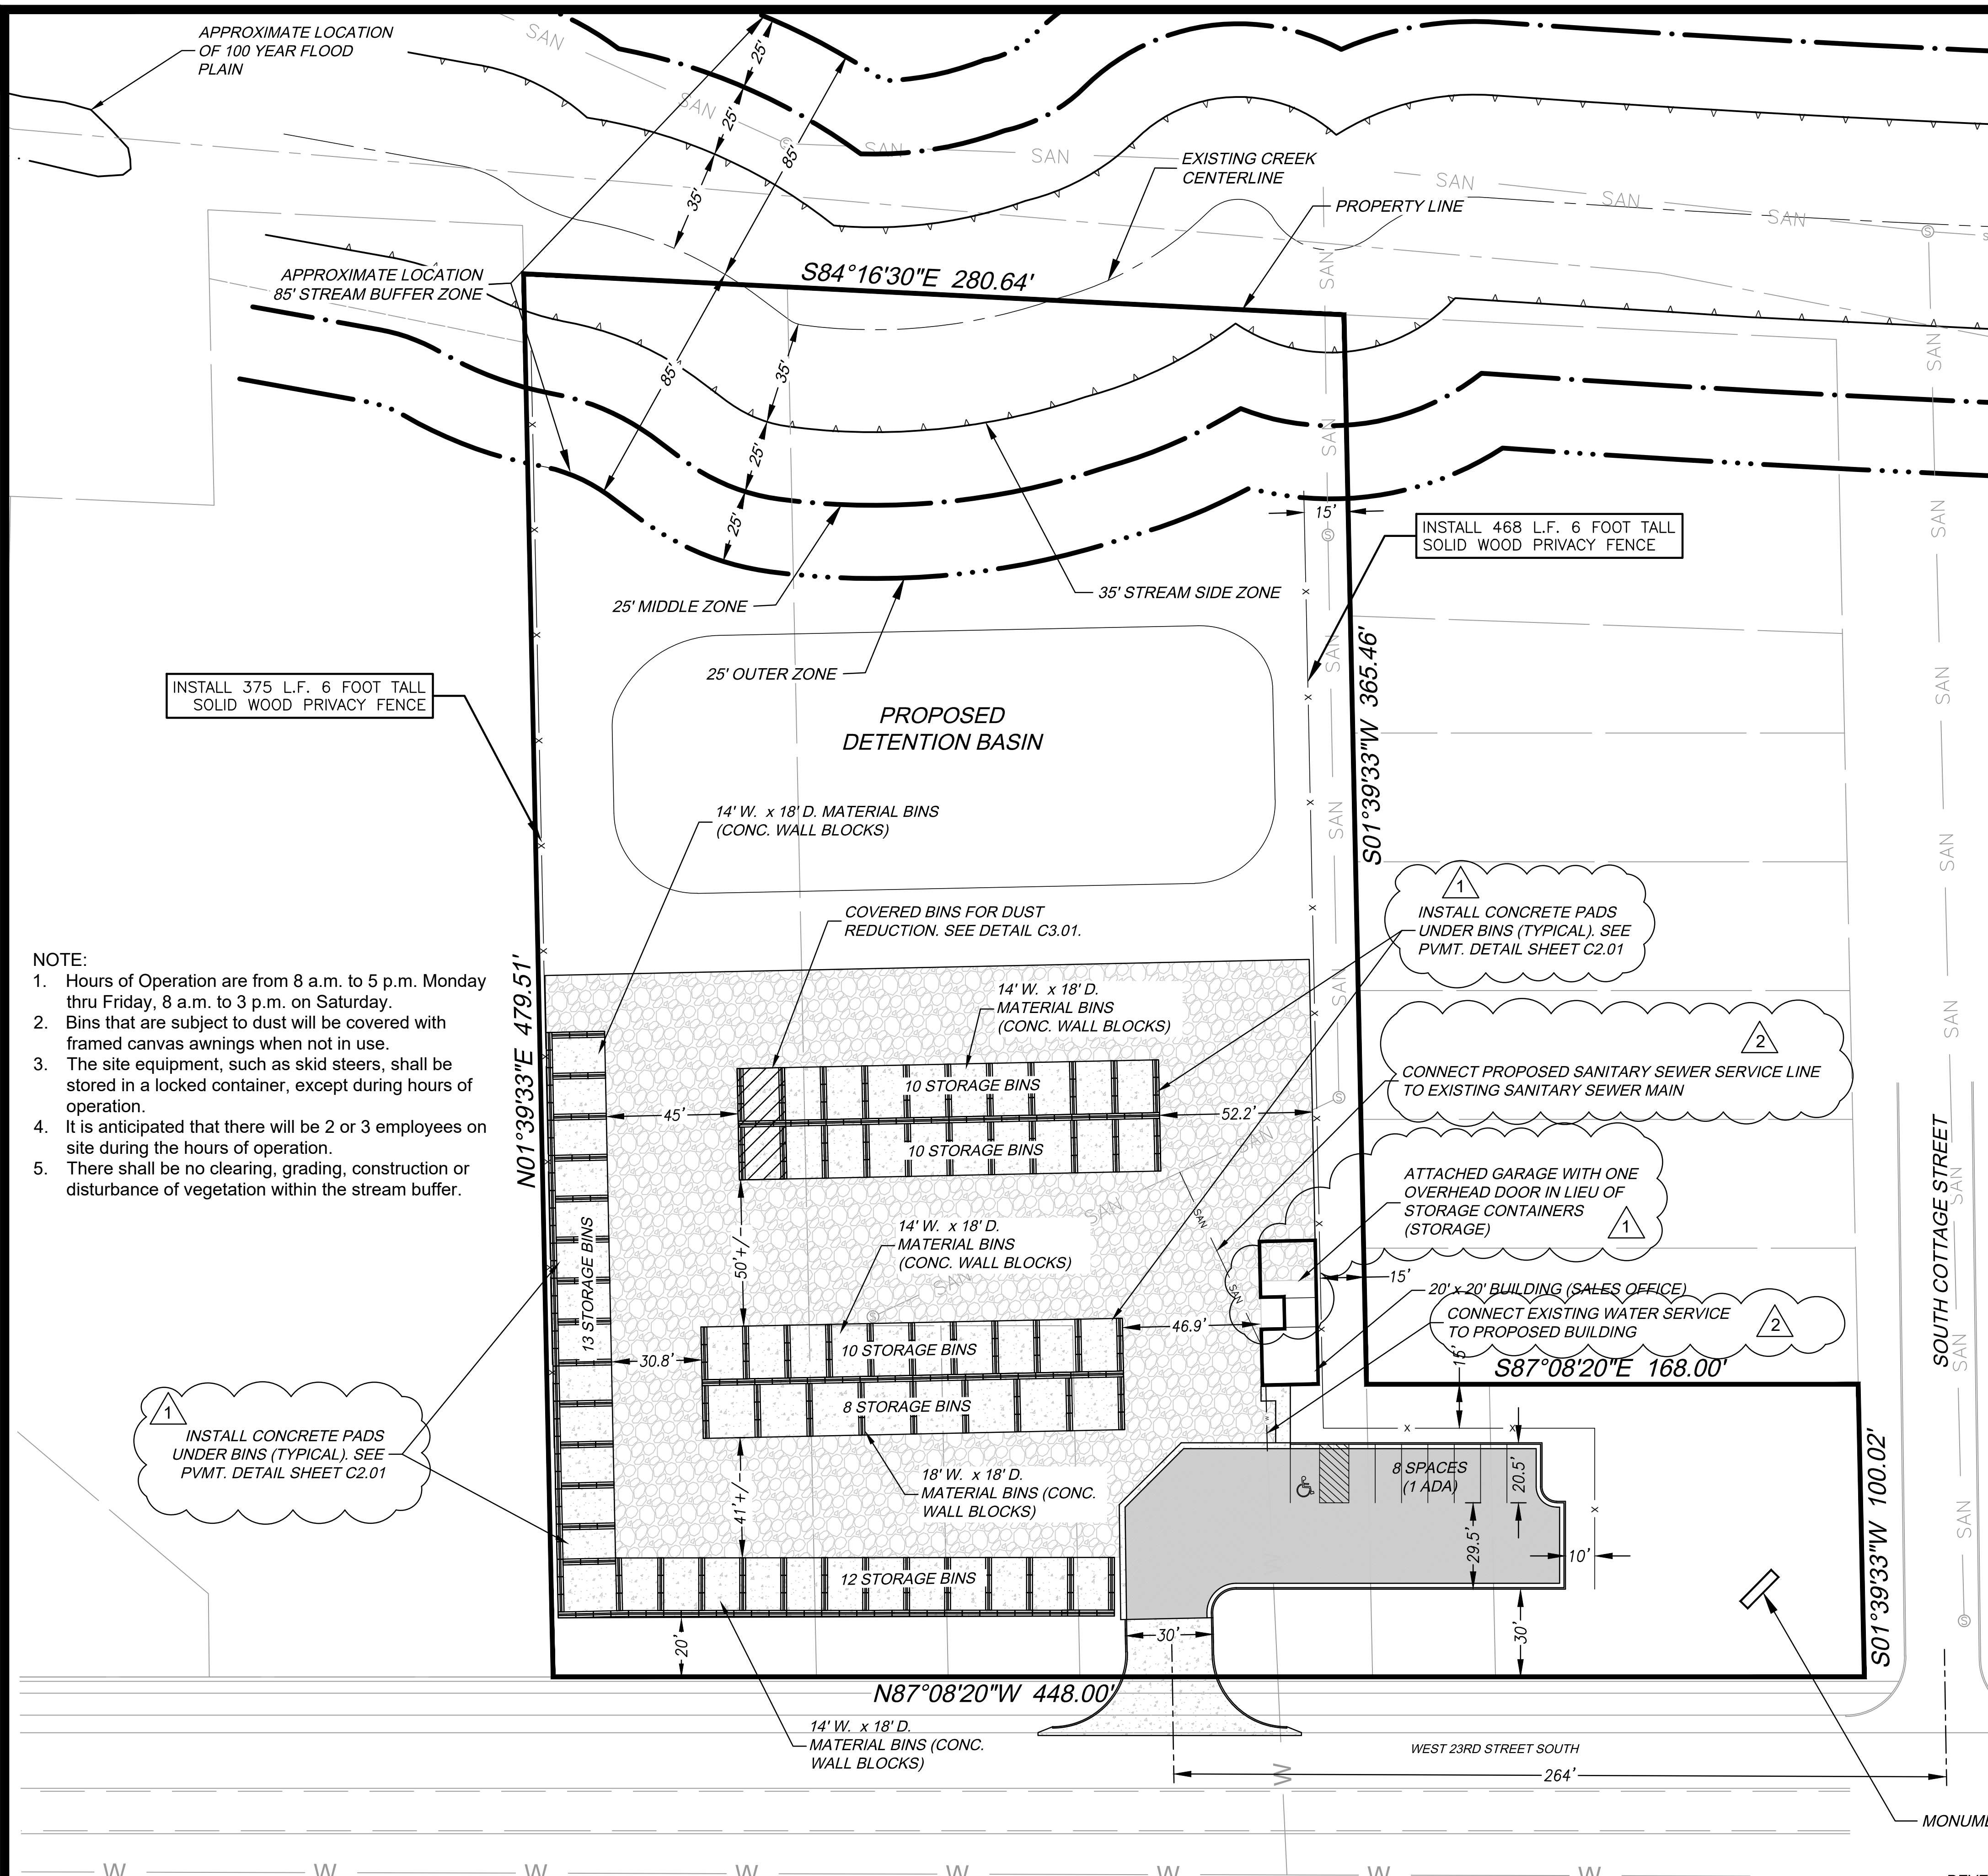 APPROXIMATE LOCATION
OF 100 YEAR FLOOD
PLAIN
SAN
25'
SAN
25'
85'
SAN
SAN
35'
EXISTING CREEK
CENTERLINE
SAN
SAN
SAN
PROPERTY LINE
S
S
APPROXIMATE LOCATION
85' STREAM BUFFER ZONE
S84°16'30"E 280.64'
SAN
SAN
85'
35'
25'
25'
SAN
SAN
15'
S
INSTALL 468 L.F. 6 FOOT TALL
SOLID WOOD PRIVACY FENCE
25' MIDDLE ZONE
35' STREAM SIDE ZONE
25' OUTER ZONE
SAN
SAN
INSTALL 375 L.F. 6 FOOT TALL
SOLID WOOD PRIVACY FENCE
PROPOSED
DETENTION BASIN
S01°39'33"W 365.46'
14' W. x 18' D. MATERIAL BINS
(CONC. WALL BLOCKS)
SAN
SAN
1
INSTALL CONCRETE PADS
UNDER BINS (TYPICAL). SEE
PVMT. DETAIL SHEET C2.01
COVERED BINS FOR DUST
REDUCTION. SEE DETAIL C3.01.
NOTE:
1. Hours of Operation are from 8 a.m. to 5 p.m. Monday
thru Friday, 8 a.m. to 3 p.m. on Saturday.
2. Bins that are subject to dust will be covered with
framed canvas awnings when not in use.
3. The site equipment, such as skid steers, shall be
stored in a locked container, except during hours of
operation.
4. It is anticipated that there will be 2 or 3 employees on
site during the hours of operation.
5. There shall be no clearing, grading, construction or
disturbance of vegetation within the stream buffer.
N01°39'33"E 479.51'
14' W. x 18' D.
MATERIAL BINS
(CONC. WALL BLOCKS)
SAN
2
CONNECT PROPOSED SANITARY SEWER SERVICE LINE
TO EXISTING SANITARY SEWER MAIN
10 STORAGE BINS
45'
52.2'
S
10 STORAGE BINS
SAN
ATTACHED GARAGE WITH ONE
OVERHEAD DOOR IN LIEU OF
STORAGE CONTAINERS
(STORAGE)
1
SOUTH COTTAGE STREET
SAN
SAN
SAN
13 STORAGE BINS
50'+/-
14' W. x 18' D.
MATERIAL BINS
(CONC. WALL BLOCKS)
SAN
SAN
S
15'
20' x 20' BUILDING (SALES OFFICE)
CONNECT EXISTING WATER SERVICE
TO PROPOSED BUILDING
2
46.9'
10 STORAGE BINS
30.8'
15'
S87°08'20"E 168.00'
SAN
8 STORAGE BINS
1
INSTALL CONCRETE PADS
UNDER BINS (TYPICAL). SEE
PVMT. DETAIL SHEET C2.01
41'+/-
18' W. x 18' D.
MATERIAL BINS (CONC.
WALL BLOCKS)
8 SPACES
(1 ADA)
20.5'
29.5'
10'
S01°39'33"W 100.02'
SAN
S
12 STORAGE BINS
20'
30'
30'
N87°08'20"W 448.00'
14' W. x 18' D.
MATERIAL BINS (CONC.
WALL BLOCKS)
WEST 23RD STREET SOUTH
264'
W
MONUME
W W W W W W W W